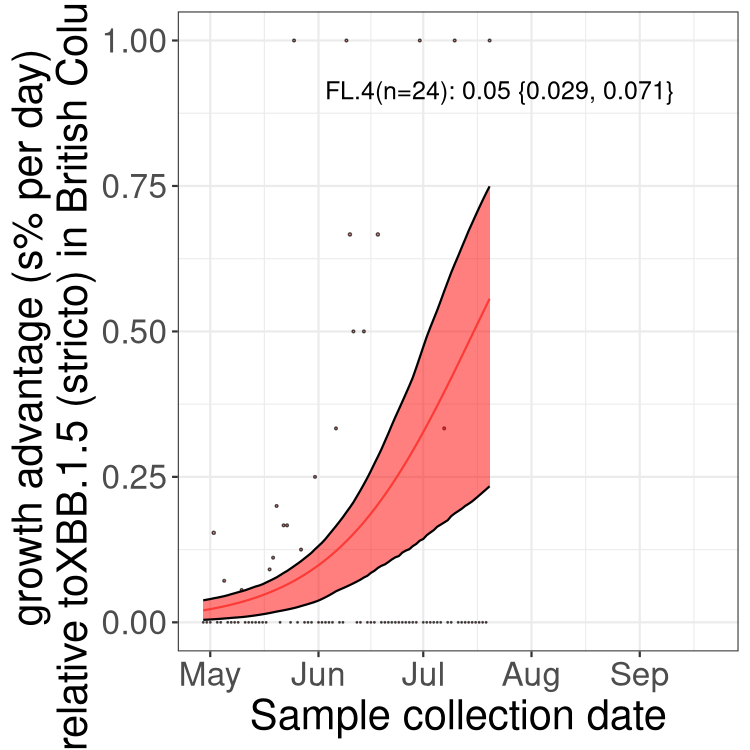 growth advantage (s% per day)
relative toXBB.1.5 (stricto) in British Colu
1.00
0.75
0.50
0.25
0.00
FL.4(n=24): 0.05 {0.029, 0.071}
May Jun Jul Aug Sep
Sample collection date